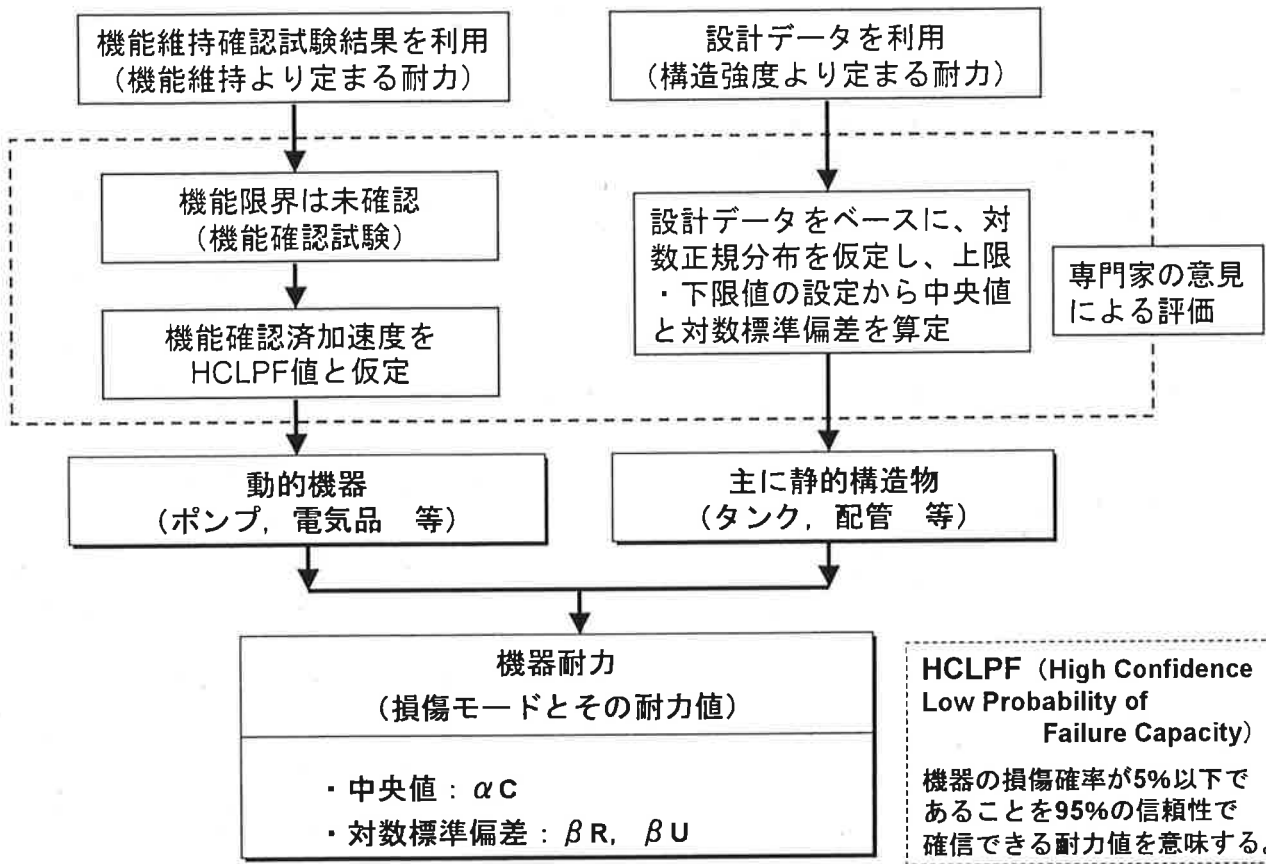 機能維持確認試験結果を利用
(機能維持より定まる耐力)
設計データを利用
(構造強度より定まる耐力)
機能限界は未確認
(機能確認試験)
機能確認済加速度を
HCLPF値と仮定
設計データをベースに、対
数正規分布を仮定し、上限
・下限値の設定から中央値
と対数標準偏差を算定
専門家の意見
による評価
動的機器
(ポンプ, 電気品 等)
主に静的構造物
(タンク, 配管 等)
機器耐力
(損傷モードとその耐力値)
・中央値：αC
・対数標準偏差：βR, βU
HCLPF (High Confidence
Low Probability of
Failure Capacity)
機器の損傷確率が5%以下で
あることを95%の信頼性で
確信できる耐力値を意味する。